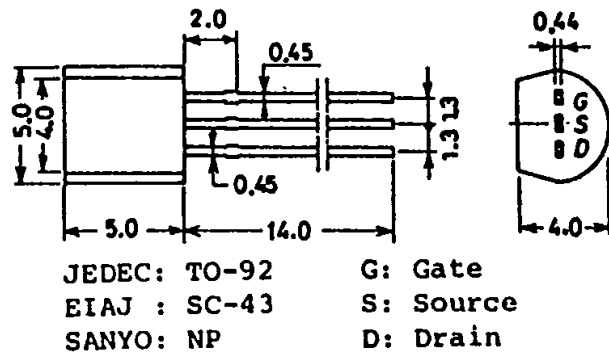 2.0
0.44
0.45
1.3
1.3
5.0
4.0
0.45
G
S
D
5.0
14.0
4.0
JEDEC: TO-92 G: Gate
EIAJ : SC-43 S: Source
SANYO: NP D: Drain